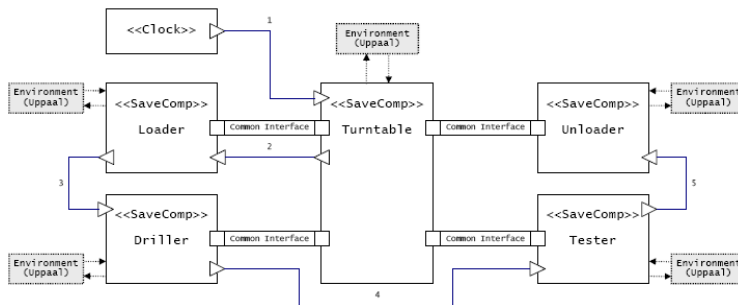 1
<<Clock>>
Environment
(Uppaal)
Environment
(Uppaal)
<<SaveComp>>
Loader
Common Interface
<<SaveComp>>
Turntable
Common Interface
<<SaveComp>>
Unloader
Environment
(Uppaal)
2
3
5
<<SaveComp>>
Driller
Common Interface
Common Interface
<<SaveComp>>
Tester
Environment
(Uppaal)
Environment
(Uppaal)
4